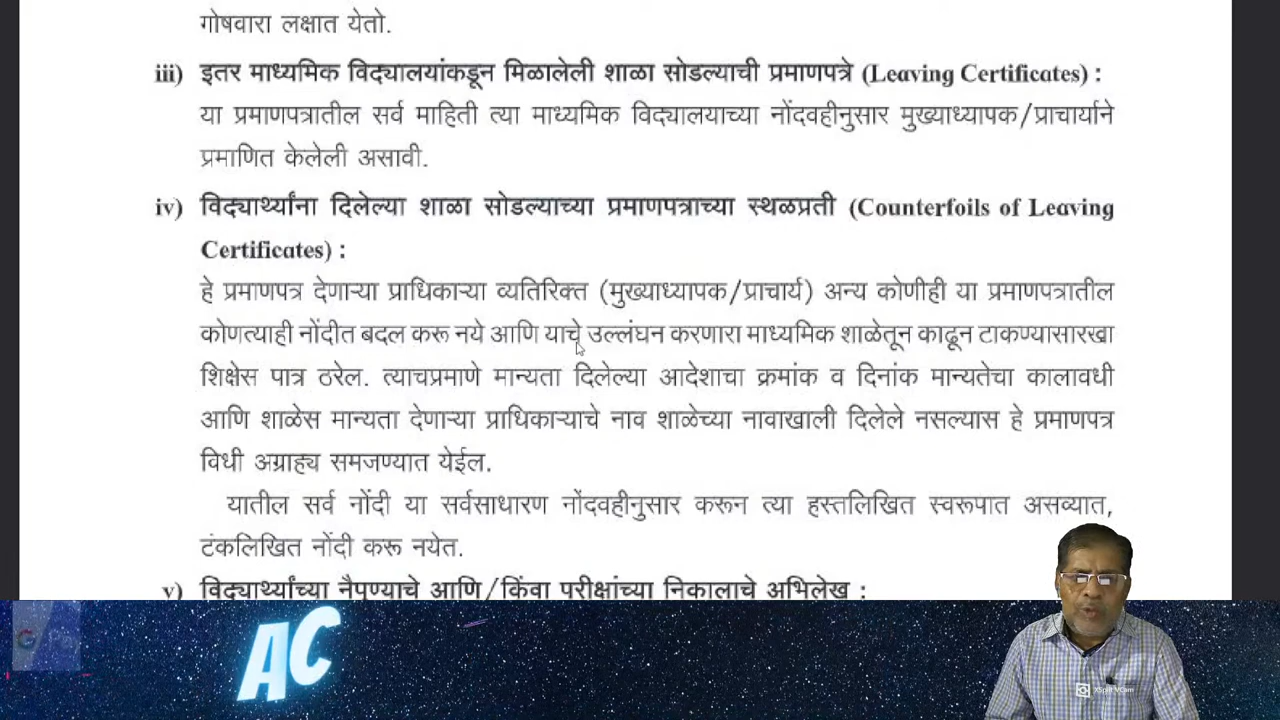 गोषवारा लक्षात येतो.
iii) इतर माध्यमिक विद्यालयांकडून मिळालेली शाळा सोडल्याची प्रमाणपत्रे (Leaving Certificates) :
या प्रमाणपत्रातील सर्व माहिती त्या माध्यमिक विद्यालयाच्या नोंदवहीनुसार मुख्याध्यापक/प्राचार्याने
प्रमाणित केलेली असावी.
iv) विद्यार्थ्यांना दिलेल्या शाळा सोडल्याच्या प्रमाणपत्राच्या स्थळप्रती (Counterfoils of Leaving
Certificates) :
हे प्रमाणपत्र देणाऱ्या प्राधिकाऱ्या व्यतिरिक्त (मुख्याध्यापक/प्राचार्य) अन्य कोणीही या प्रमाणपत्रातील
कोणत्याही नोंदीत बदल करू नये आणि याचे उल्लंघन करणारा माध्यमिक शाळेतून काढून टाकण्यासारखा
शिक्षेस पात्र ठरेल. त्याचप्रमाणे मान्यता दिलेल्या आदेशाचा क्रमांक व दिनांक मान्यतेचा कालावधी
आणि शाळेस मान्यता देणाऱ्या प्राधिकाऱ्याचे नाव शाळेच्या नावाखाली दिलेले नसल्यास हे प्रमाणपत्र
विधी अग्राह्य समजण्यात येईल.
यातील सर्व नोंदी या सर्वसाधारण नोंदवहीनुसार करून त्या हस्तलिखित स्वरूपात असव्यात,
टंकलिखित नोंदी करू नयेत.
v) विद्यार्थ्यांच्या नैपुण्याचे आणि/किंवा परीक्षांच्या निकालाचे अभिलेख :
AC
XSplit VCam